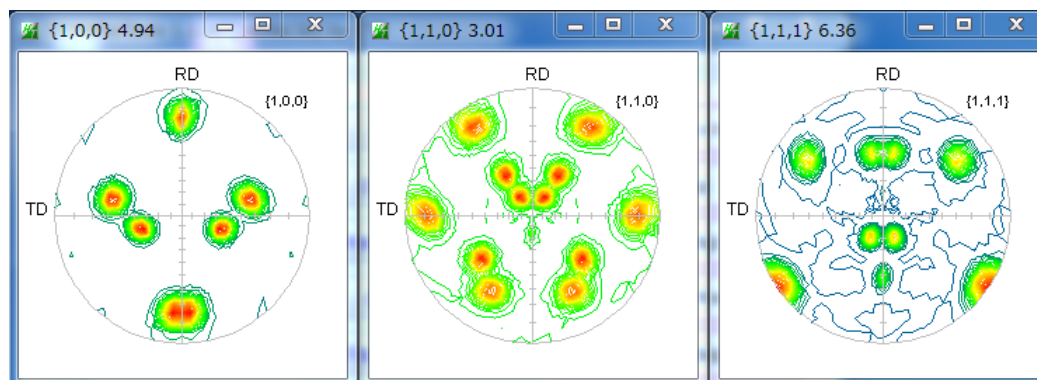 {1,0,0} 4.94
RD
{1,0,0}
TD
{1,1,0} 3.01
RD
{1,1,0}
TD
{1,1,1} 6.36
RD
{1,1,1}
TD